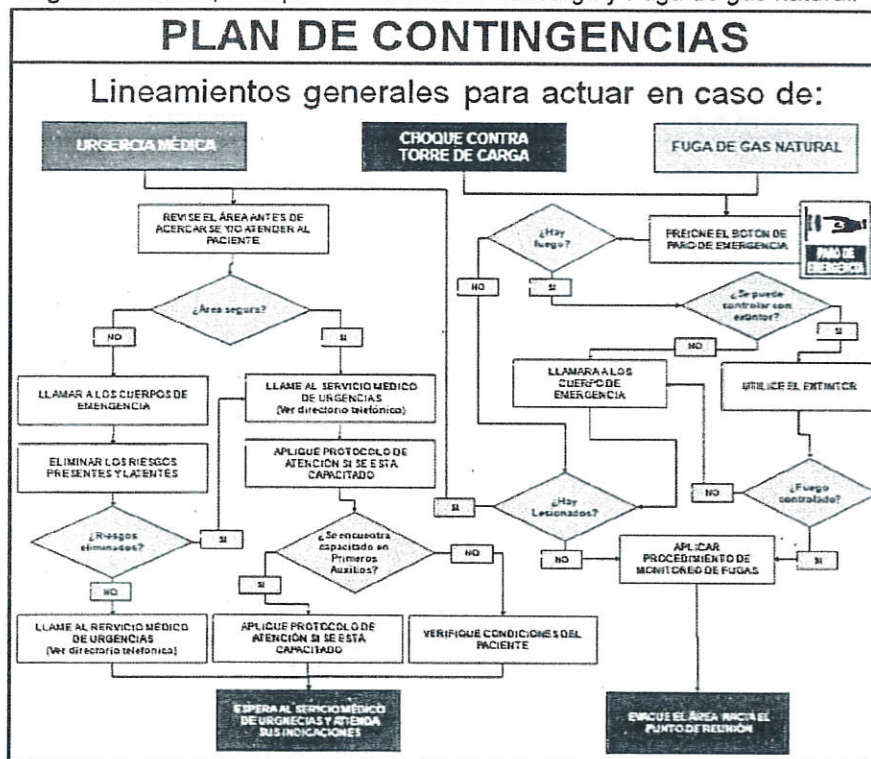 PLAN DE CONTINGENCIAS
Lineamientos generales para actuar en caso de:
URGENCIA MÉDICA
CHOQUE CONTRA
TORRE DE CARGA
FUGA DE GAS NATURAL
REVISE EL ÁREA ANTES DE
ACERCARSE Y/O ATENDER AL
PACIENTE
¿Hay
fuego?
PREIONE EL BOTÓN DE
PARO DE EMERGENCIA
PARO DE
EMERGENCIA
NO
SI
¿Se puede
controlar con
extintor?
¿Área segura?
NO
SI
NO
SI
LLAMAR A LOS CUERPOS DE
EMERGENCIA
LLAME AL SERVICIO MÉDICO
DE URGENCIAS
(Ver directorio telefónico)
LLAMARA A LOS
CUERPO DE
EMERGENCIA
UTILICE EL EXTINTOR
ELIMINAR LOS RIESGOS
PRESENTES Y LATENTES
APLIQUE PROTOCOLO DE
ATENCIÓN SI SE ESTA
CAPACITADO
¿Riesgos
eliminados?
SI
¿Se encuentra
capacitado en
Primeros
Auxilios?
NO
SI
¿Hay
Lesionados?
NO
¿Fuego
controlado?
NO
SI
NO
SI
APLICAR
PROCEDIMIENTO DE
MONITOREO DE FUGAS
LLAME AL RERVICIO MÉDICO
DE URGENCIAS
(Ver directorio telefónico)
APLIQUE PROTOCOLO DE
ATENCIÓN SI SE ESTA
CAPACITADO
VERIFIQUE CONDICIONES DEL
PACIENTE
ESPERA AL SERVICIO MÉDICO
DE URGNECIAS Y ATIENDA
SUS INDICACIONES
EVACUE EL ÁREA HACIA EL
PUNTO DE REUNIÓN